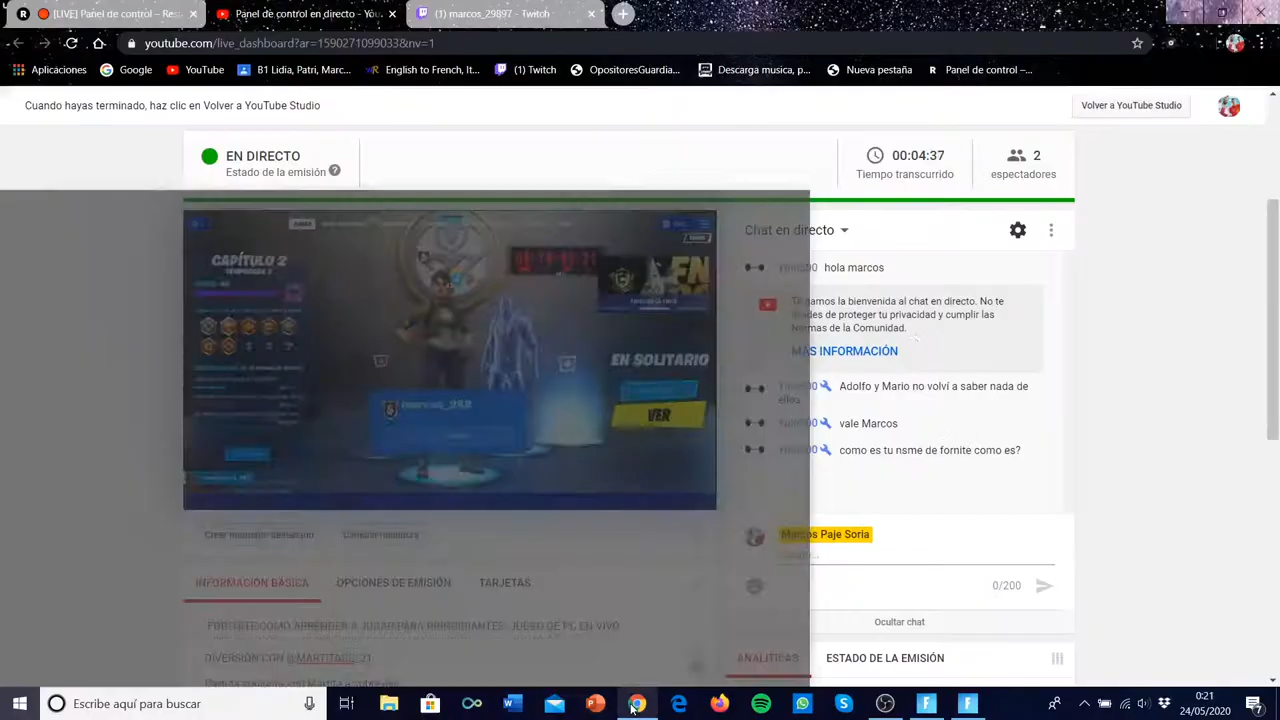 [LIVE] Panel de control – Res
Panel de control en directo - You
(1) marcos_29897 - Twitch
youtube.com/live_dashboard?ar=1590271099033&nv=1
Aplicaciones
Google
YouTube
B1 Lidia, Patri, Marc...
English to French, It...
(1) Twitch
OpositoresGuardia...
Descarga musica, p...
Nueva pestaña
Panel de control –...
Cuando hayas terminado, haz clic en Volver a YouTube Studio
Volver a YouTube Studio
EN DIRECTO
Estado de la emisión
00:04:37
Tiempo transcurrido
2
espectadores
CAPÍTULO 2
EN SOLITARIO
VER
Chat en directo
hola marcos
la bienvenida al chat en directo. No te
de proteger tu privacidad y cumplir las
Normas de la Comunidad.
MÁS INFORMACIÓN
Adolfo y Mario no volví a saber nada de
ellos
vale Marcos
como es tu nsme de fornite como es?
Marcos Paje Soria
0/200
Ocultar chat
INFORMACIÓN BÁSICA
OPCIONES DE EMISIÓN
TARJETAS
DIVERSIÓN CON
ANALÍTICAS
ESTADO DE LA EMISIÓN
Escribe aquí para buscar
0:21
24/05/2020
7